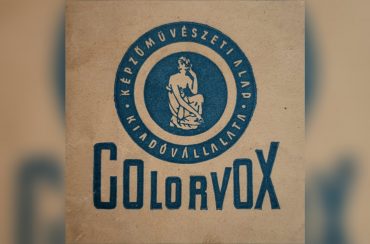 • KÉPZŐMŰVÉSZETI ALAP •
KIADÓVÁLLALATA
COlORVOX